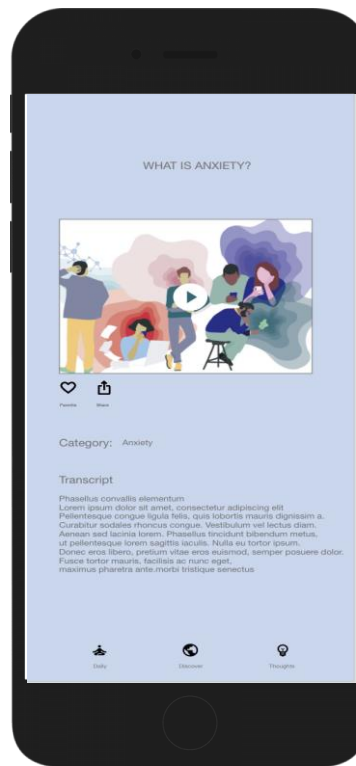 WHAT IS ANXIETY?
Favorite
Share
Category: Anxiety
Transcript
Phasellus convallis elementum
Lorem ipsum dolor sit amet, consectetur adipiscing elit
Pellentesque congue ligula felis, quis lobortis mauris dignissim a.
Curabitur sodales rhoncus congue. Vestibulum vel lectus diam.
Aenean sed lacinia lorem. Phasellus tincidunt bibendum metus,
ut pellentesque lorem sagittis iaculis. Nulla eu tortor ipsum.
Donec eros libero, pretium vitae eros euismod, semper posuere dolor.
Fusce tortor mauris, facilisis ac nunc eget,
maximus pharetra ante.morbi tristique senectus
Daily
Discover
Thoughts